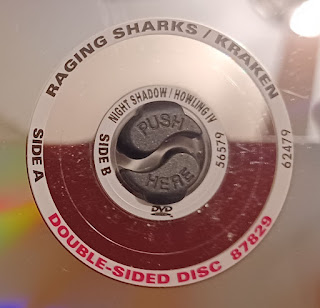 RAGING SHARKS / KRAKEN
SIDE A
62479
DOUBLE-SIDED DISC 87829
NIGHT SHADOW / HOWLING IV
SIDE B
56579
PUSH
HERE
DVD